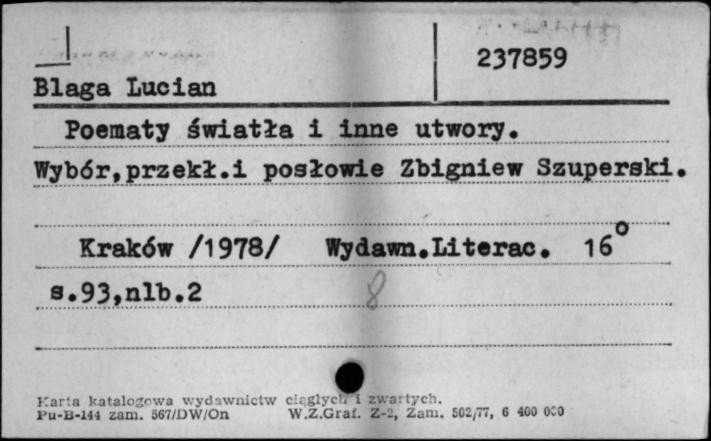 237859
Blaga Lucian
Poematy światła i inne utwory.
Wybór,przekł.i posłowie Zbigniew Szuperski.
Kraków /1978/ Wydawn.Literac. 16°
s.93,nlb.2
8
Karta katalogowa wydawnictw ciągłych i zwartych.
Pu-B-144 zam. 567/DW/On W.Z.Graf. Z-2, Zam. 502/77, 6 400 000